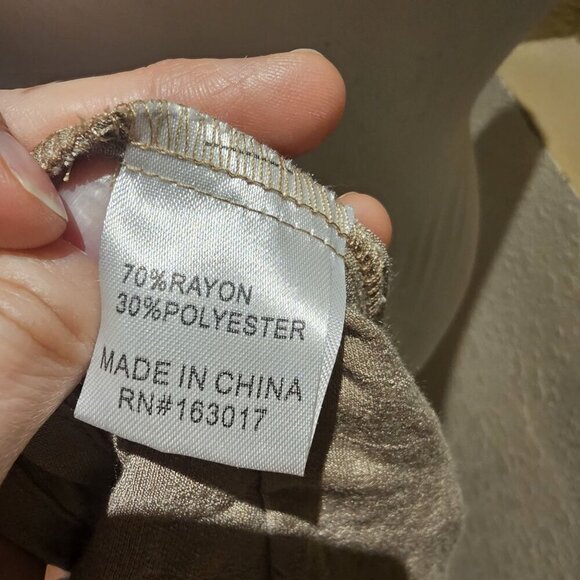 70%RAYON
30%POLYESTER
MADE IN CHINA
RN#163017